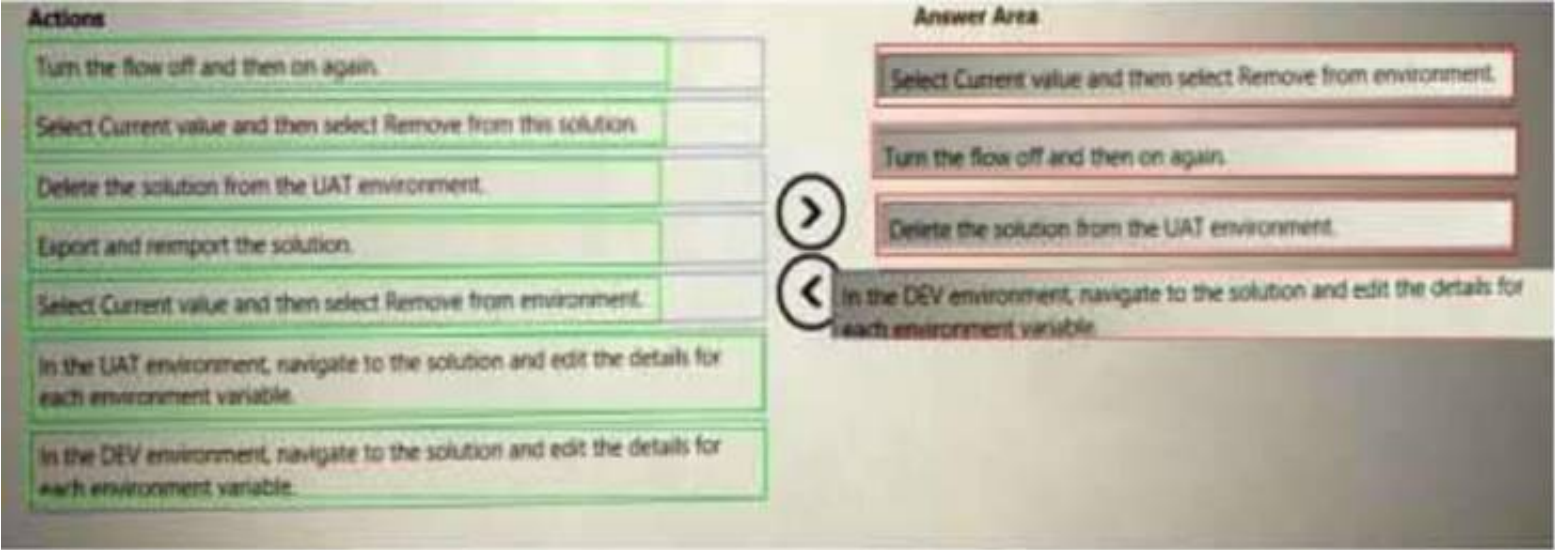 Actions
Turn the flow off and then on again.
Select Current value and then select Remove from this solution
Delete the solution from the UAT environment.
Export and reimport the solution.
Select Current value and then select Remove from environment.
In the UAT environment, navigate to the solution and edit the details for
each environment variable.
In the DEV environment, navigate to the solution and edit the details for
each environment variable.
Answer Area
Select Current value and then select Remove from environment.
Turn the flow off and then on again.
Delete the solution from the UAT environment.
In the DEV environment, navigate to the solution and edit the details for
each environment variable.